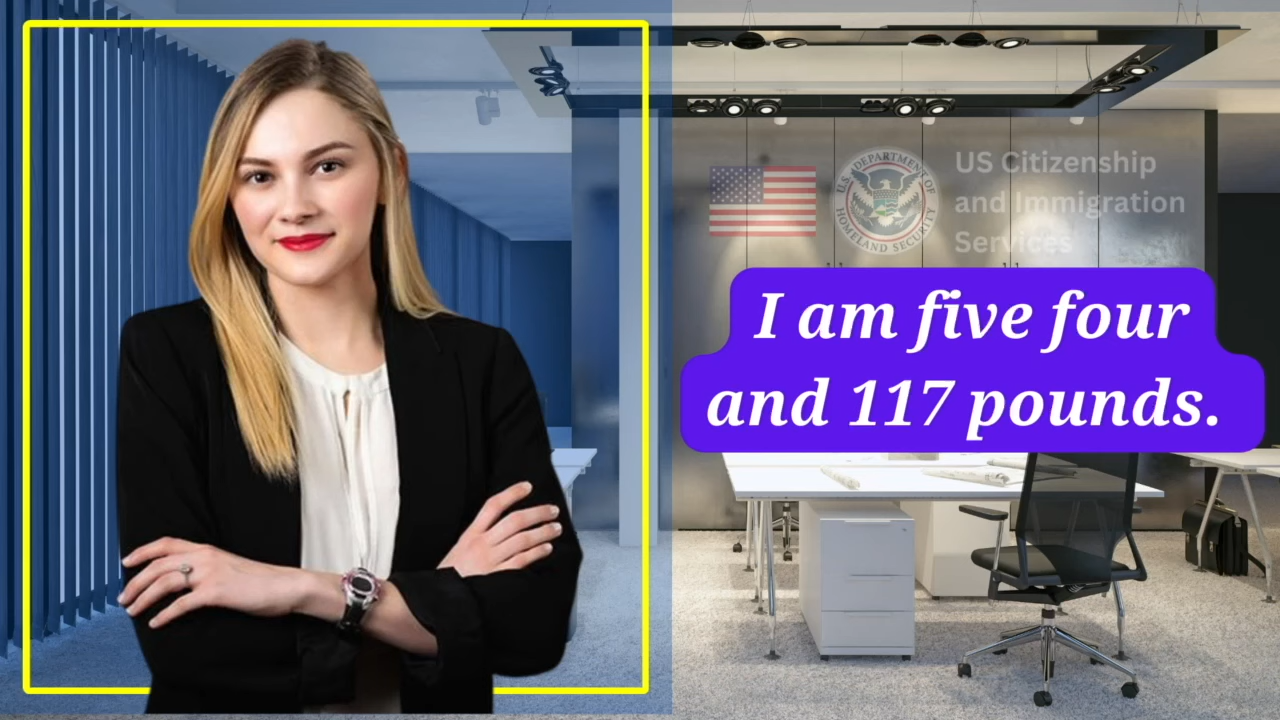 US Citizenship
and Immigration
Services
U.S. DEPARTMENT OF
HOMELAND SECURITY
I am five four
and 117 pounds.